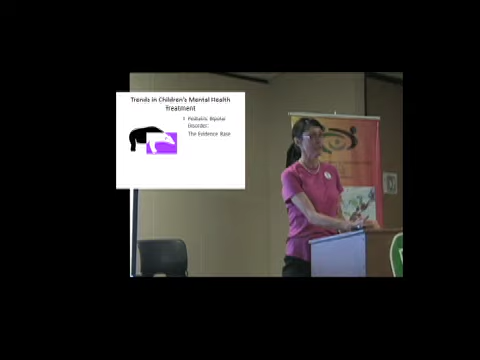 Trends in Children's Mental Health
Treatment
Pediatric Bipolar
Disorder:
The Evidence Base